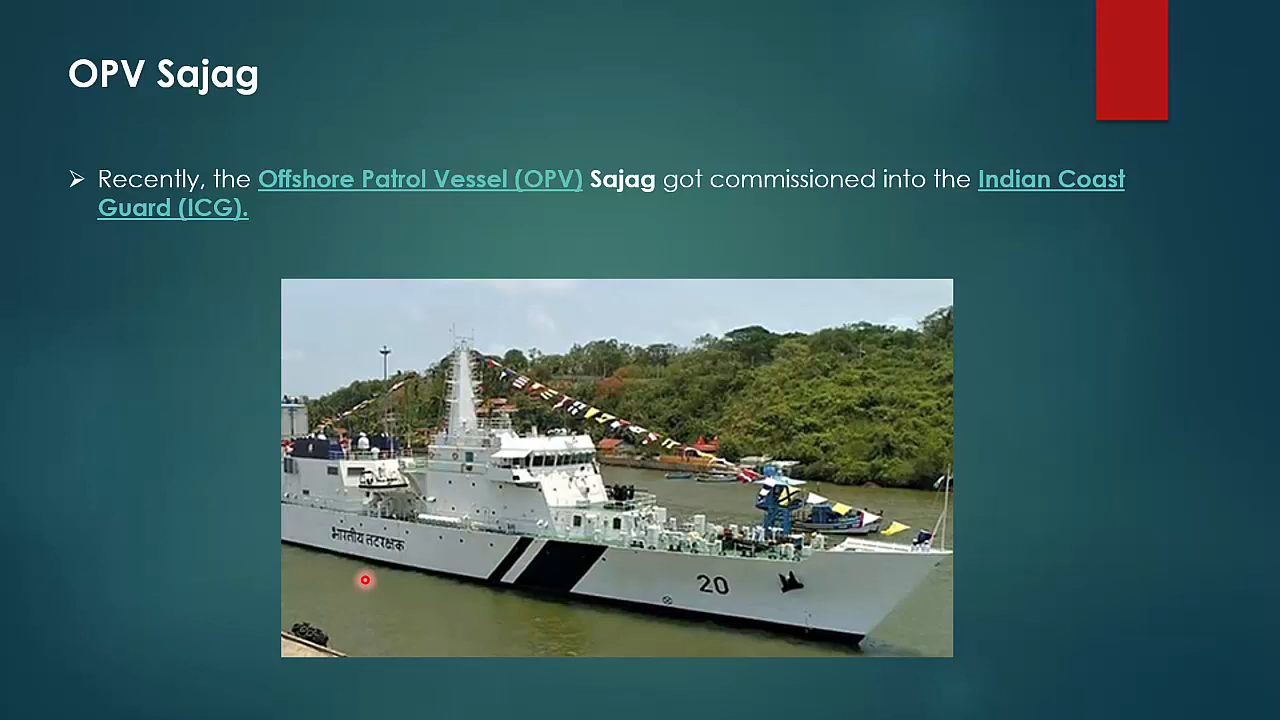 OPV Sajag
➢ Recently, the Offshore Patrol Vessel (OPV) Sajag got commissioned into the Indian Coast
Guard (ICG).
भारतीय तटरक्षक
20